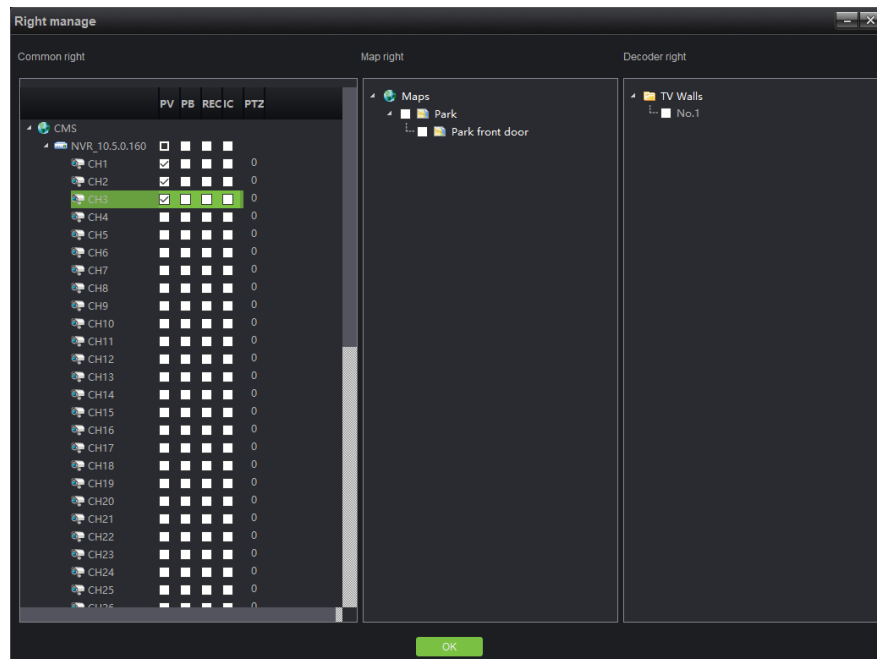 Right manage
Common right Map right Decoder right
PV PB REC IC PTZ
Maps
TV Walls
Park
No.1
Park front door
CMS
NVR_10.5.0.160
CH1 0
CH2 0
CH3 0
CH4 0
CH5 0
CH6 0
CH7 0
CH8 0
CH9 0
CH10 0
CH11 0
CH12 0
CH13 0
CH14 0
CH15 0
CH16 0
CH17 0
CH18 0
CH19 0
CH20 0
CH21 0
CH22 0
CH23 0
CH24 0
CH25 0
CH26 0
OK